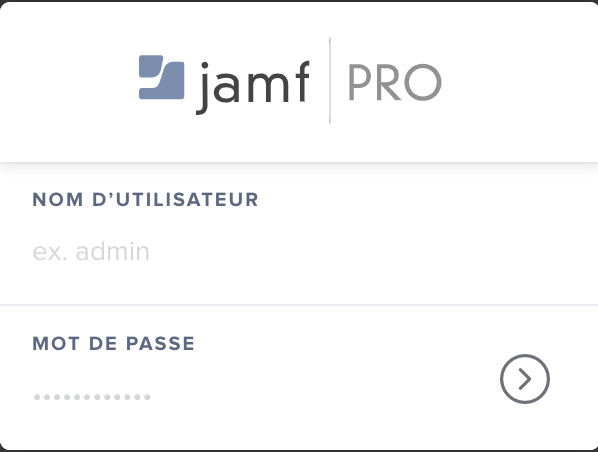 jamf PRO
NOM D’UTILISATEUR
ex. admin
MOT DE PASSE
••••••••••••